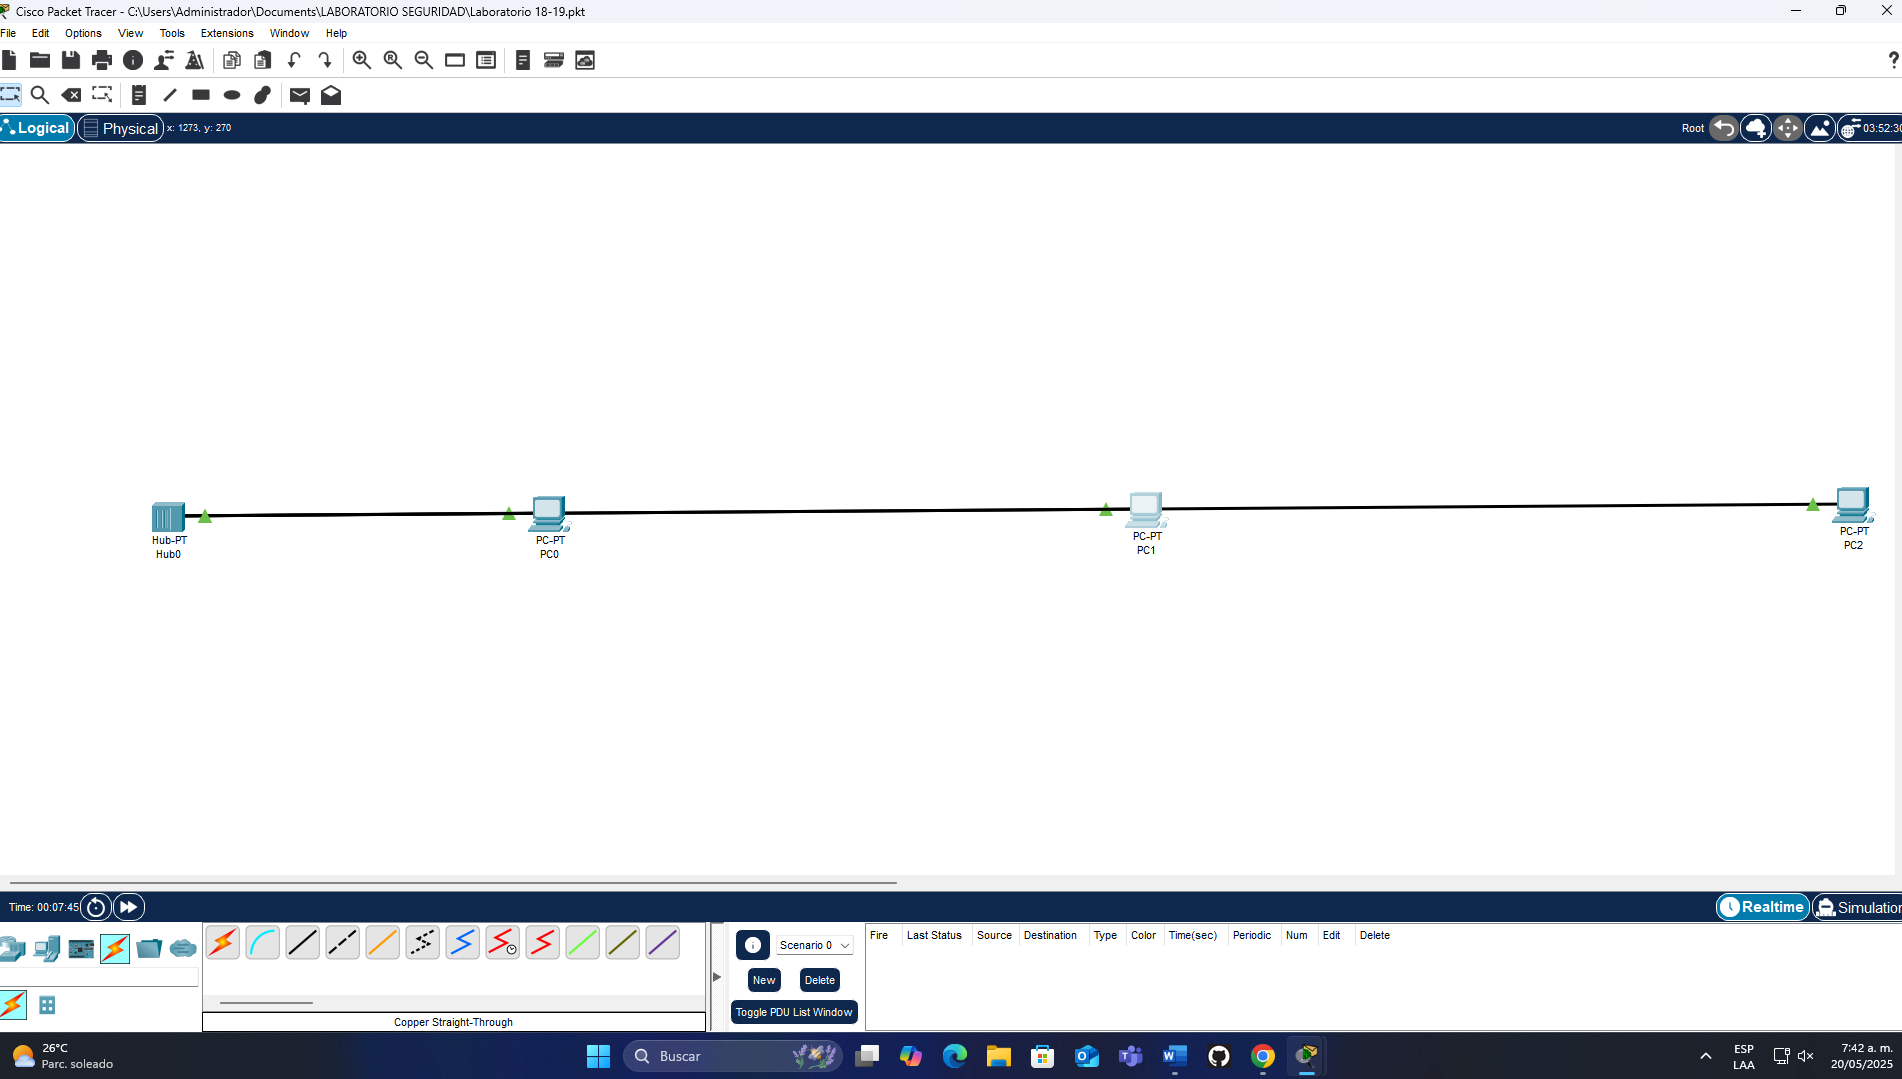 Cisco Packet Tracer - C:\Users\Administrador\Documents\LABORATORIO SEGURIDAD\Laboratorio 18-19.pkt
File Edit Options View Tools Extensions Window Help
?
Logical Physical x: 1273, y: 270 Root 03:52:30
Hub-PT
Hub0
PC-PT
PC0
PC-PT
PC1
PC-PT
PC2
Time: 00:07:45 Realtime Simulation
Fire Last Status Source Destination Type Color Time(sec) Periodic Num Edit Delete
Scenario 0
New Delete
Toggle PDU List Window
Copper Straight-Through
26°C
Parc. soleado
Buscar
ESP
LAA
7:42 a. m.
20/05/2025